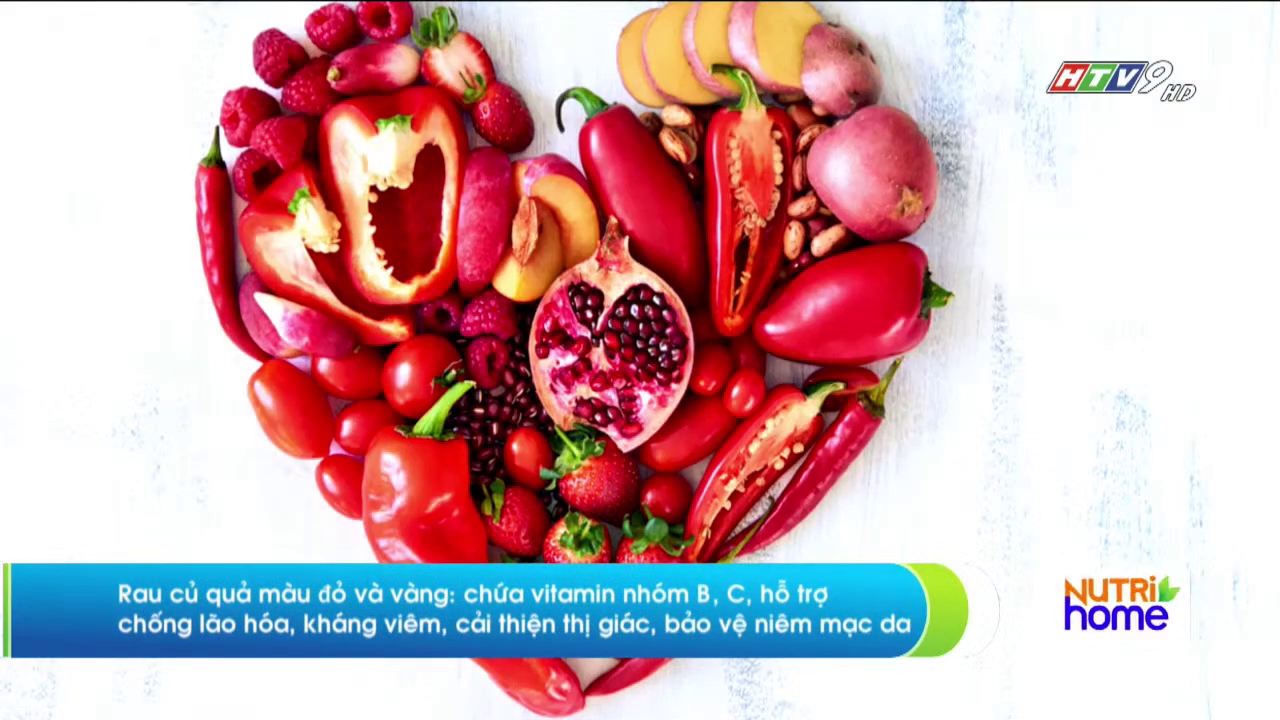 HTV9
HD
Rau củ quả màu đỏ và vàng: chứa vitamin nhóm B, C, hỗ trợ
chống lão hóa, kháng viêm, cải thiện thị giác, bảo vệ niêm mạc da
NUTRi
home